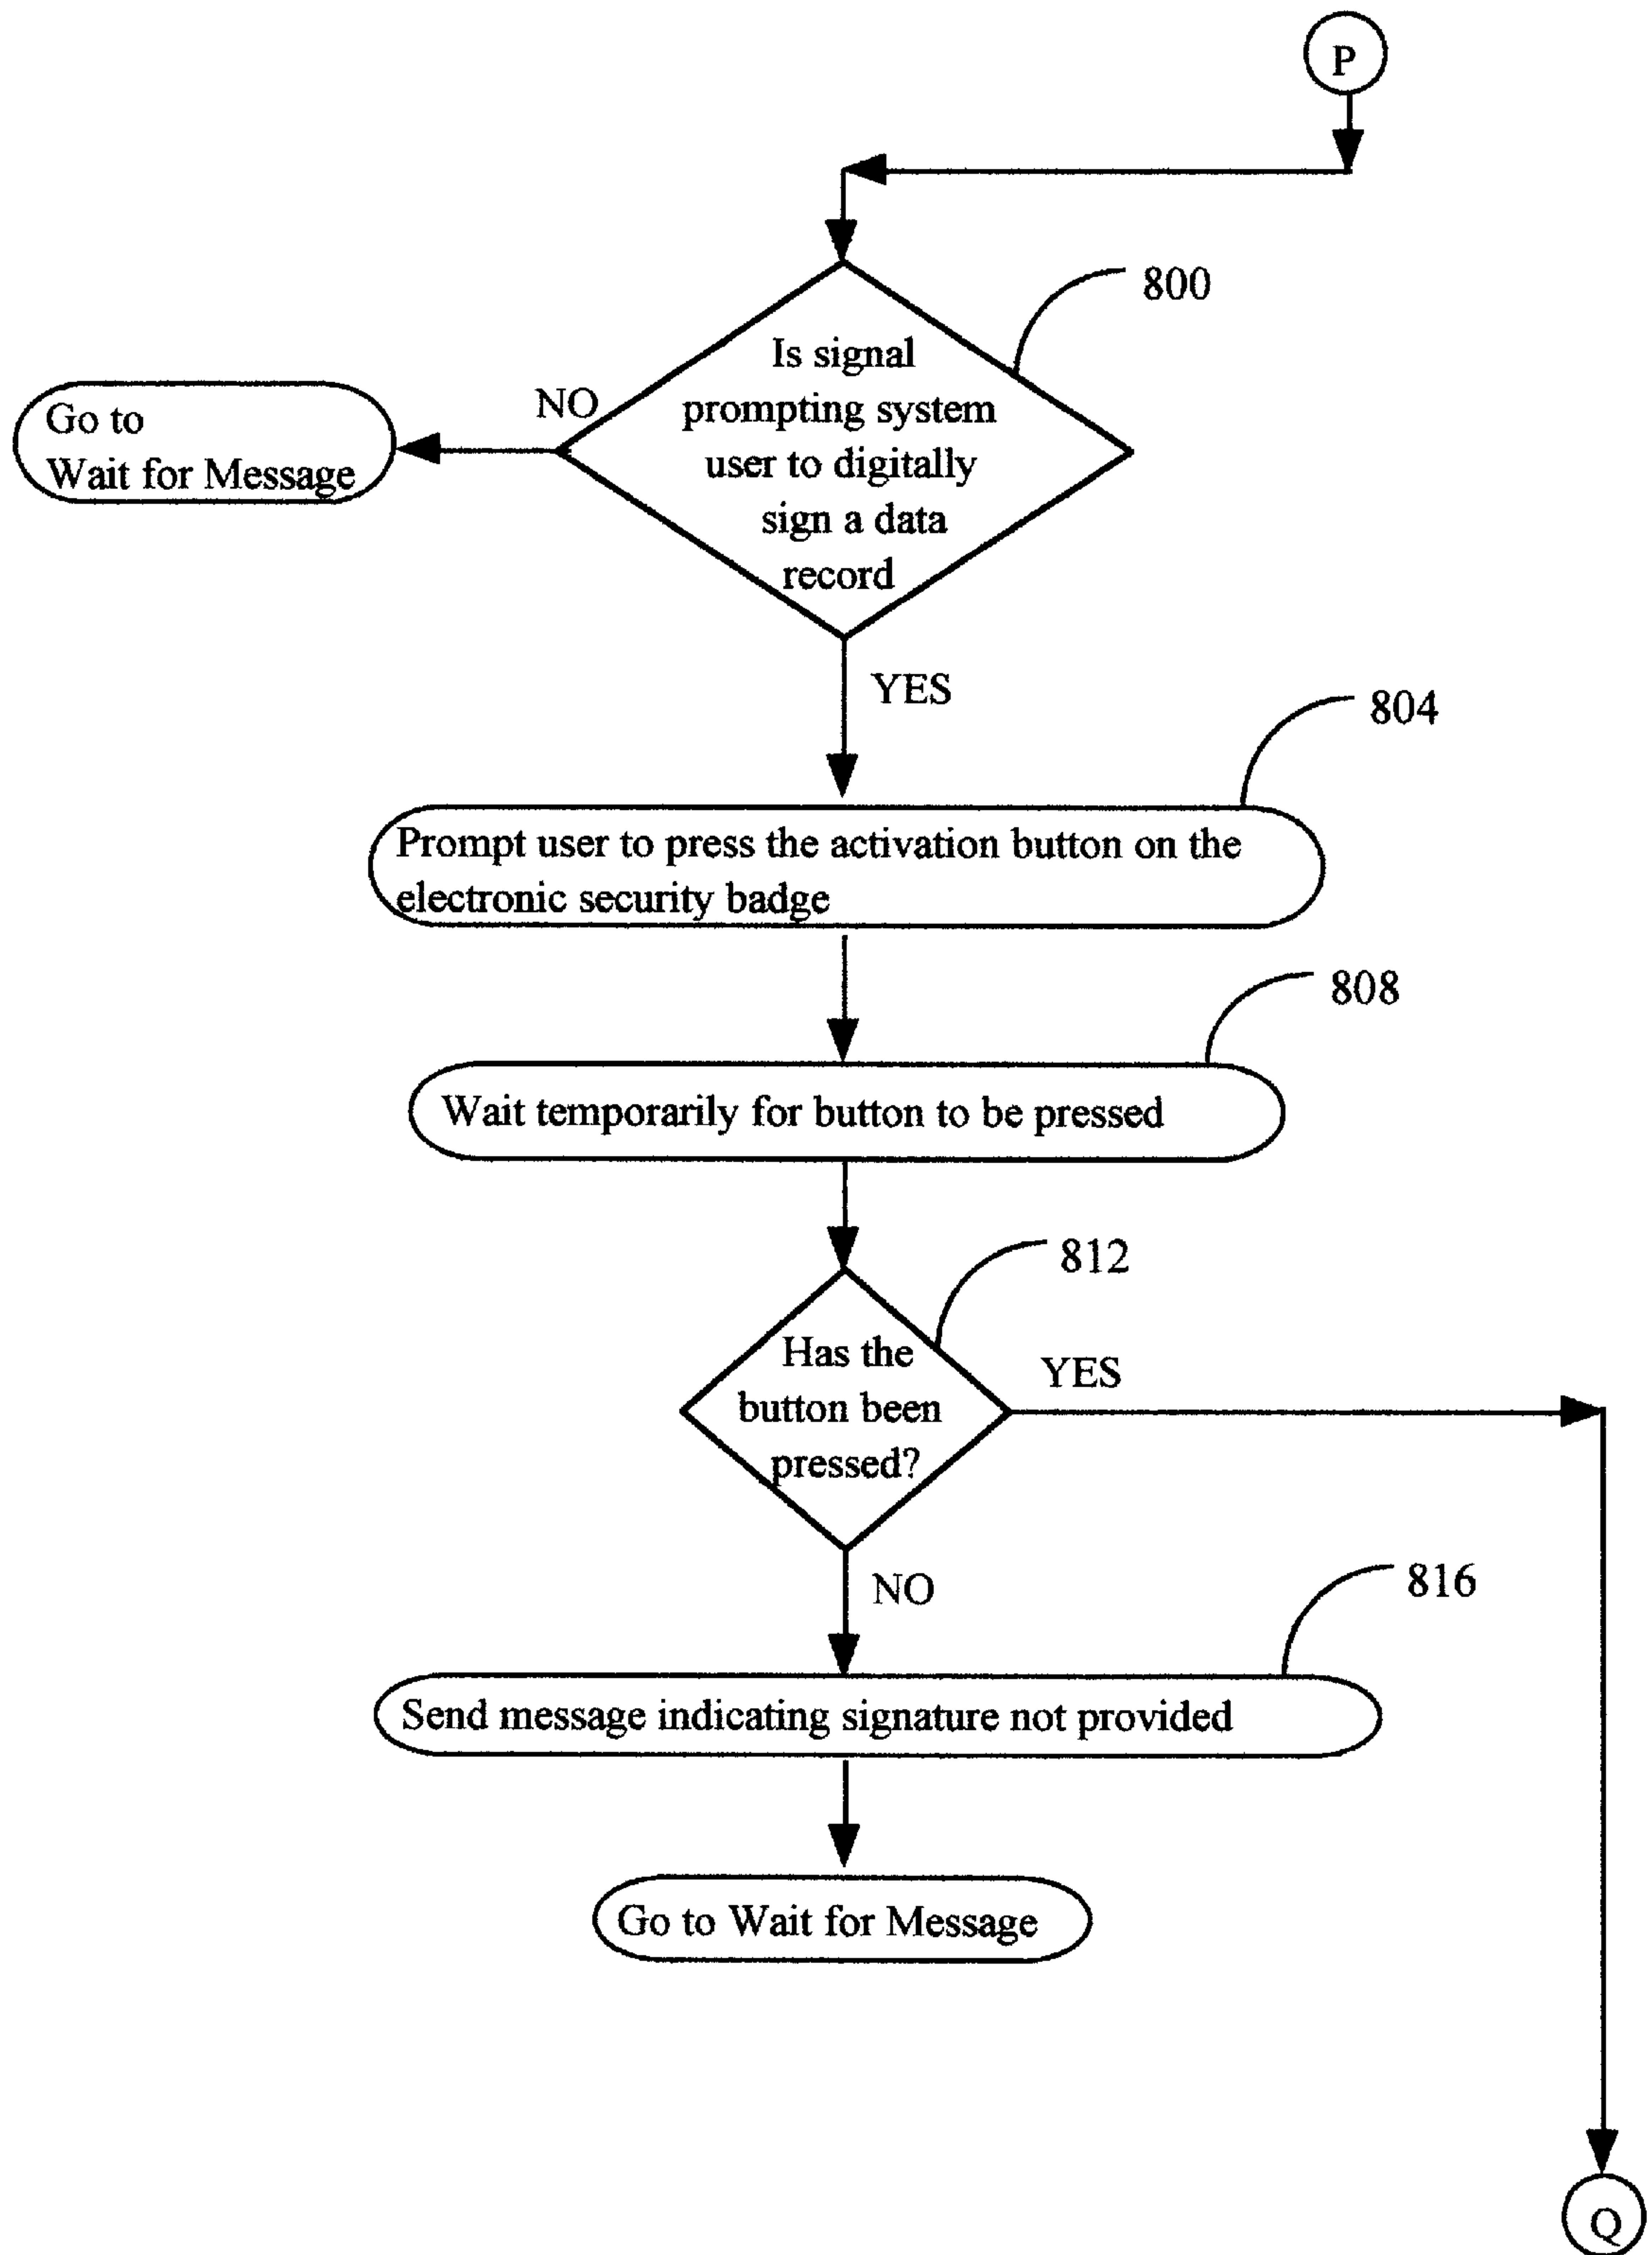 P
800
Is signal
prompting system
user to digitally
sign a data
record
NO
Go to
Wait for Message
YES
804
Prompt user to press the activation button on the
electronic security badge
808
Wait temporarily for button to be pressed
812
Has the
button been
pressed?
YES
NO
816
Send message indicating signature not provided
Go to Wait for Message
Q